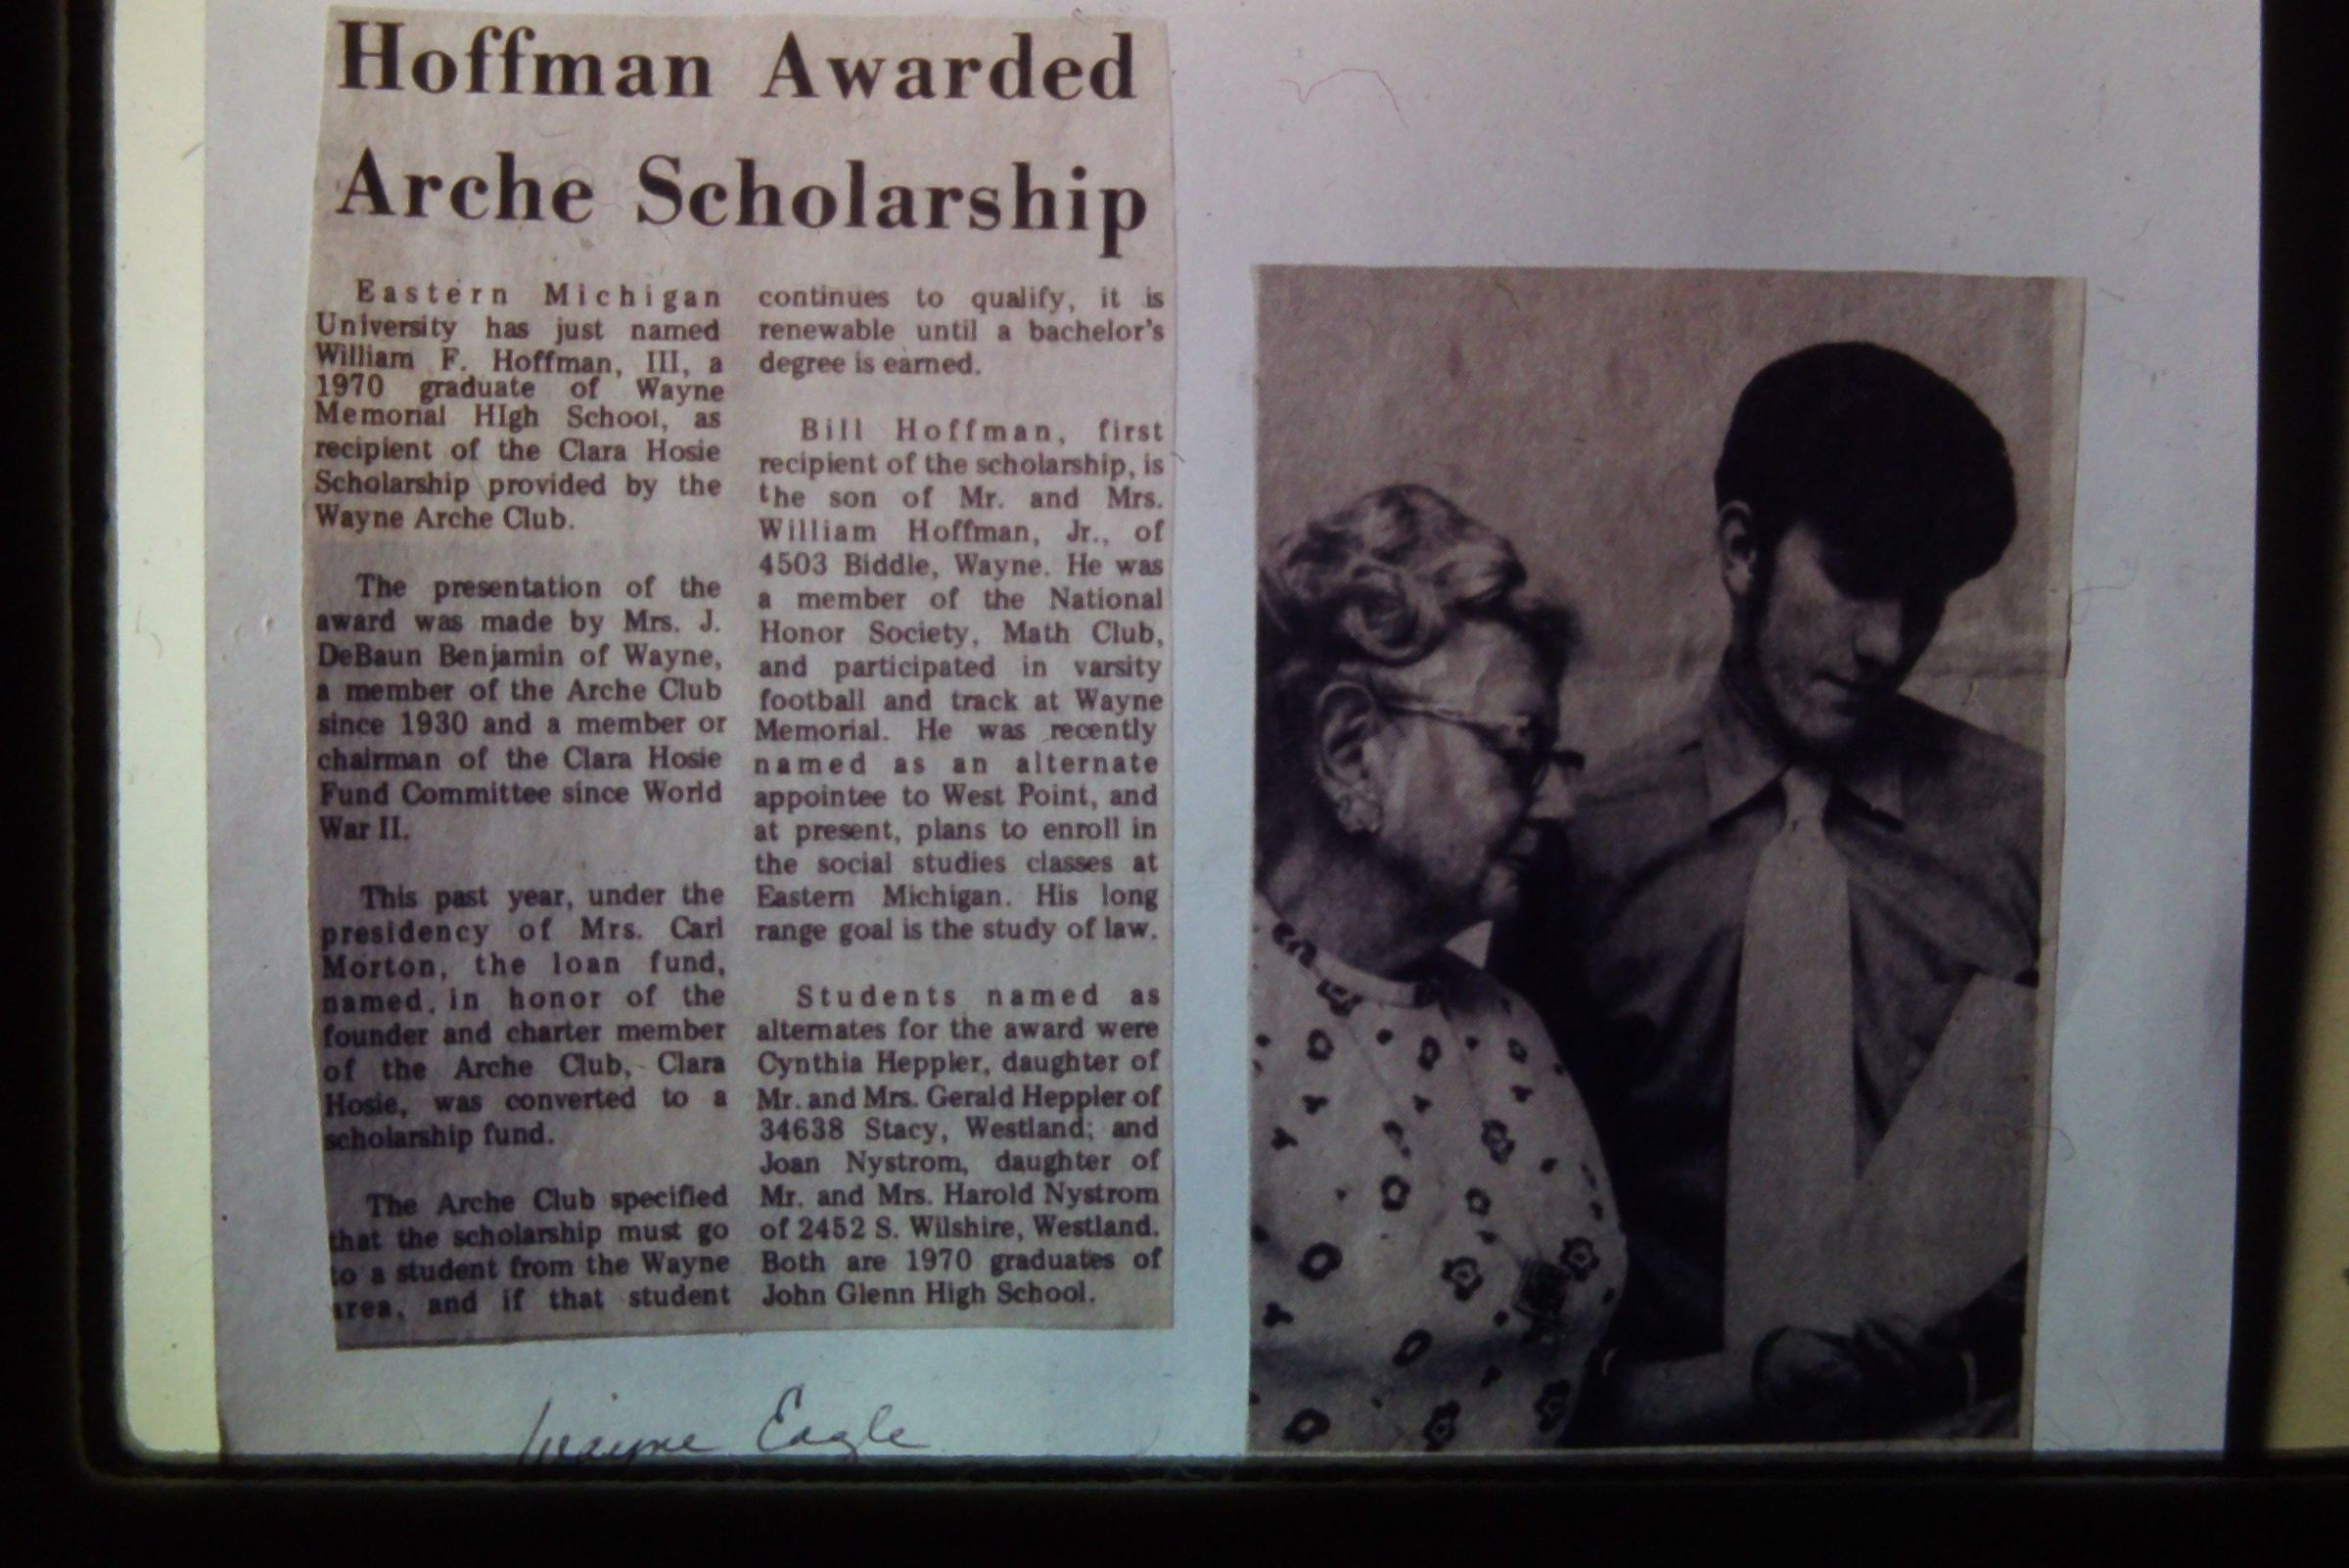 Hoffman Awarded
Arche Scholarship
Eastern Michigan
University has just named
William F. Hoffman, III, a
1970 graduate of Wayne
Memorial HIgh School, as
recipient of the Clara Hosie
Scholarship provided by the
Wayne Arche Club.
The presentation of the
award was made by Mrs. J.
DeBaun Benjamin of Wayne,
a member of the Arche Club
since 1930 and a member or
chairman of the Clara Hosie
Fund Committee since World
War II.
This past year, under the
presidency of Mrs. Carl
Morton, the loan fund,
named, in honor of the
founder and charter member
of the Arche Club, Clara
Hosie, was converted to a
scholarship fund.
The Arche Club specified
that the scholarship must go
to a student from the Wayne
area, and if that student
continues to qualify, it is
renewable until a bachelor's
degree is earned.
Bill Hoffman, first
recipient of the scholarship, is
the son of Mr. and Mrs.
William Hoffman, Jr., of
4503 Biddle, Wayne. He was
a member of the National
Honor Society, Math Club,
and participated in varsity
football and track at Wayne
Memorial. He was recently
named as an alternate
appointee to West Point, and
at present, plans to enroll in
the social studies classes at
Eastern Michigan. His long
range goal is the study of law.
Students named as
alternates for the award were
Cynthia Heppler, daughter of
Mr. and Mrs. Gerald Heppler of
34638 Stacy, Westland; and
Joan Nystrom, daughter of
Mr. and Mrs. Harold Nystrom
of 2452 S. Wilshire, Westland.
Both are 1970 graduates of
John Glenn High School.
Wayne Eagle